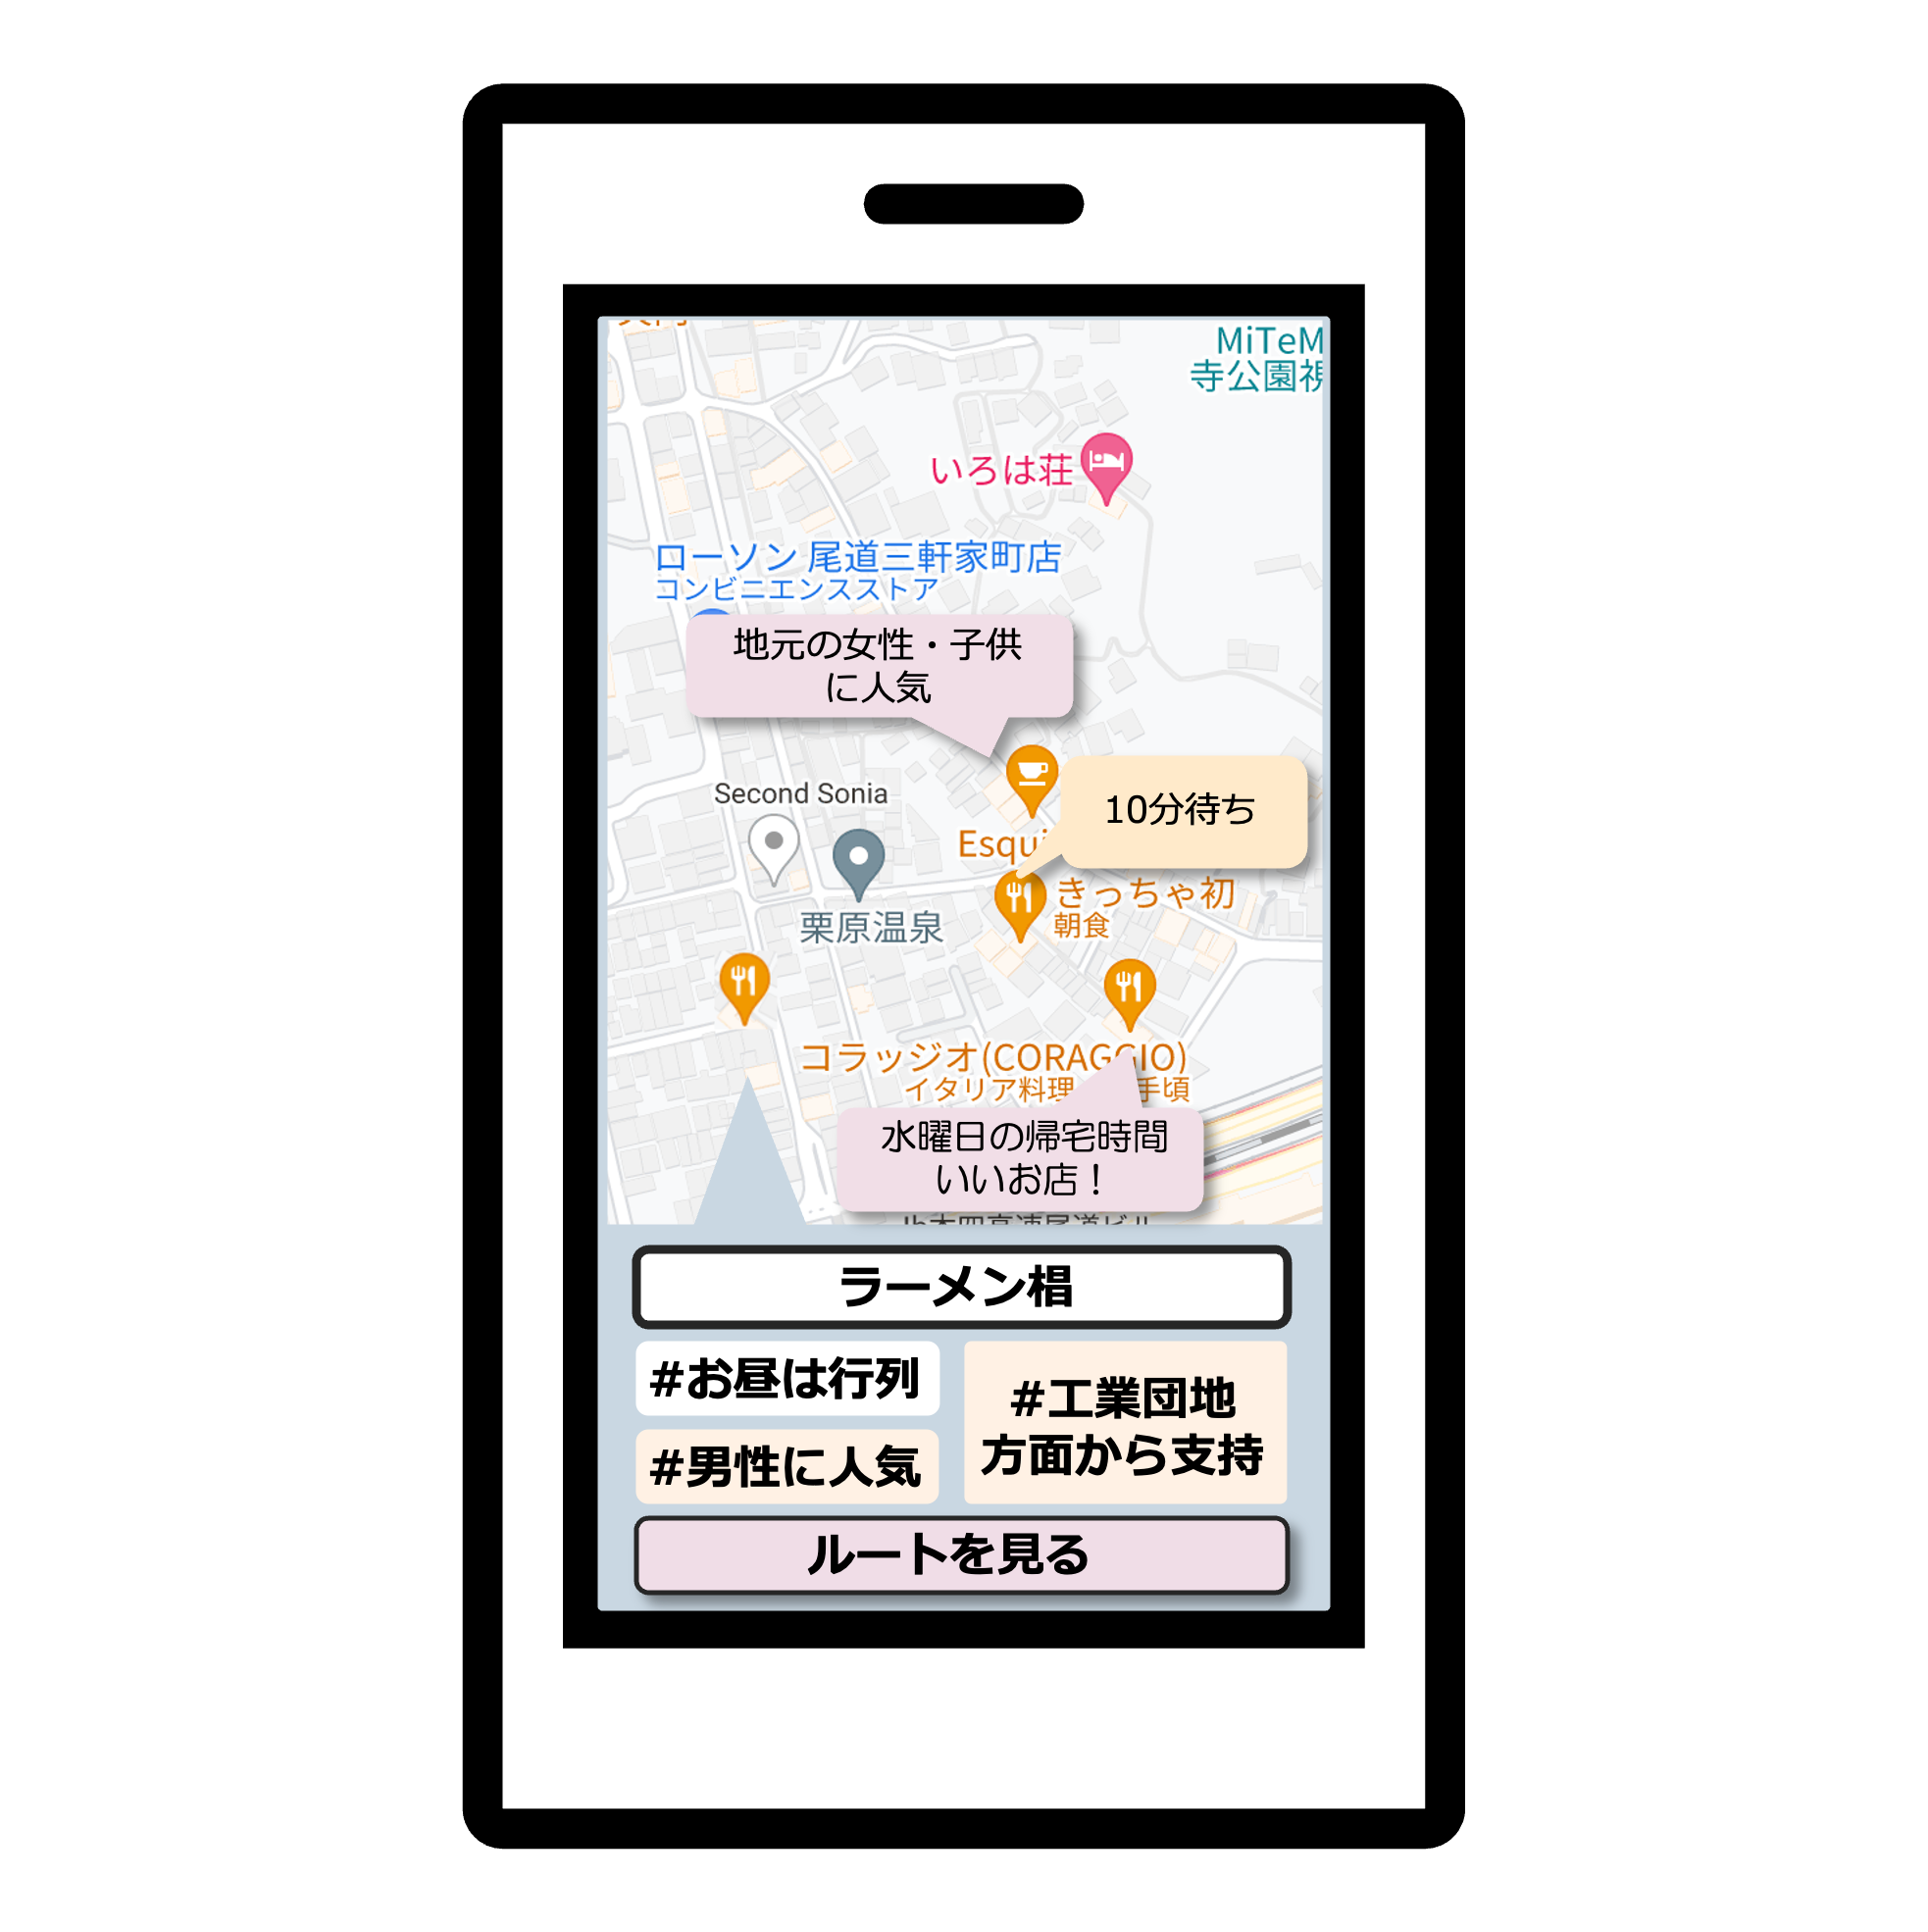 MiTeM
寺公園視
いろは荘
ローソン 尾道三軒家町店
コンビニエンスストア
地元の女性・子供
に人気
Second Sonia
10分待ち
Esqui
きっちゃ初
朝食
栗原温泉
コラッジオ(CORAGGIO)
イタリア料理 手頃
水曜日の帰宅時間
いいお店！
ラーメン椙
#お昼は行列
#男性に人気
#工業団地
方面から支持
ルートを見る